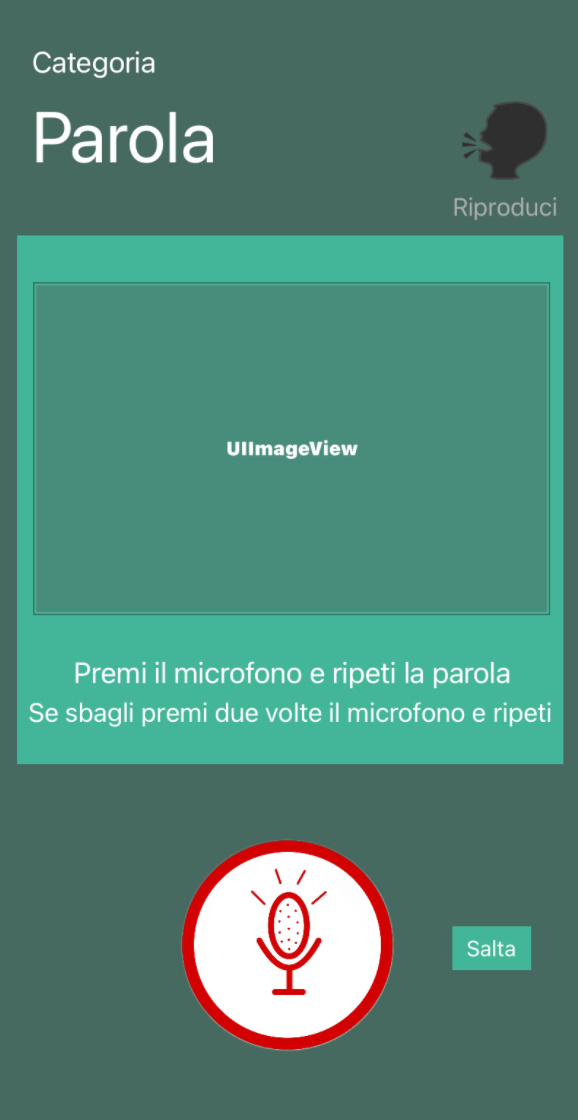 Categoria
Parola
Riproduci
UIImageView
Premi il microfono e ripeti la parola
Se sbagli premi due volte il microfono e ripeti
Salta